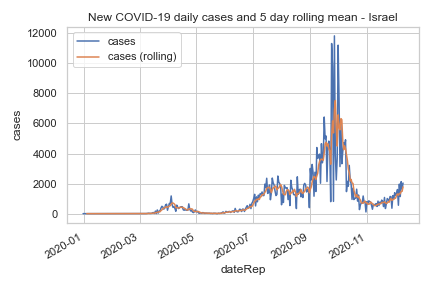 New COVID-19 daily cases and 5 day rolling mean - Israel
cases
cases (rolling)
12000
10000
8000
6000
4000
2000
0
cases
2020-01
2020-03
2020-05
2020-07
2020-09
2020-11
dateRep